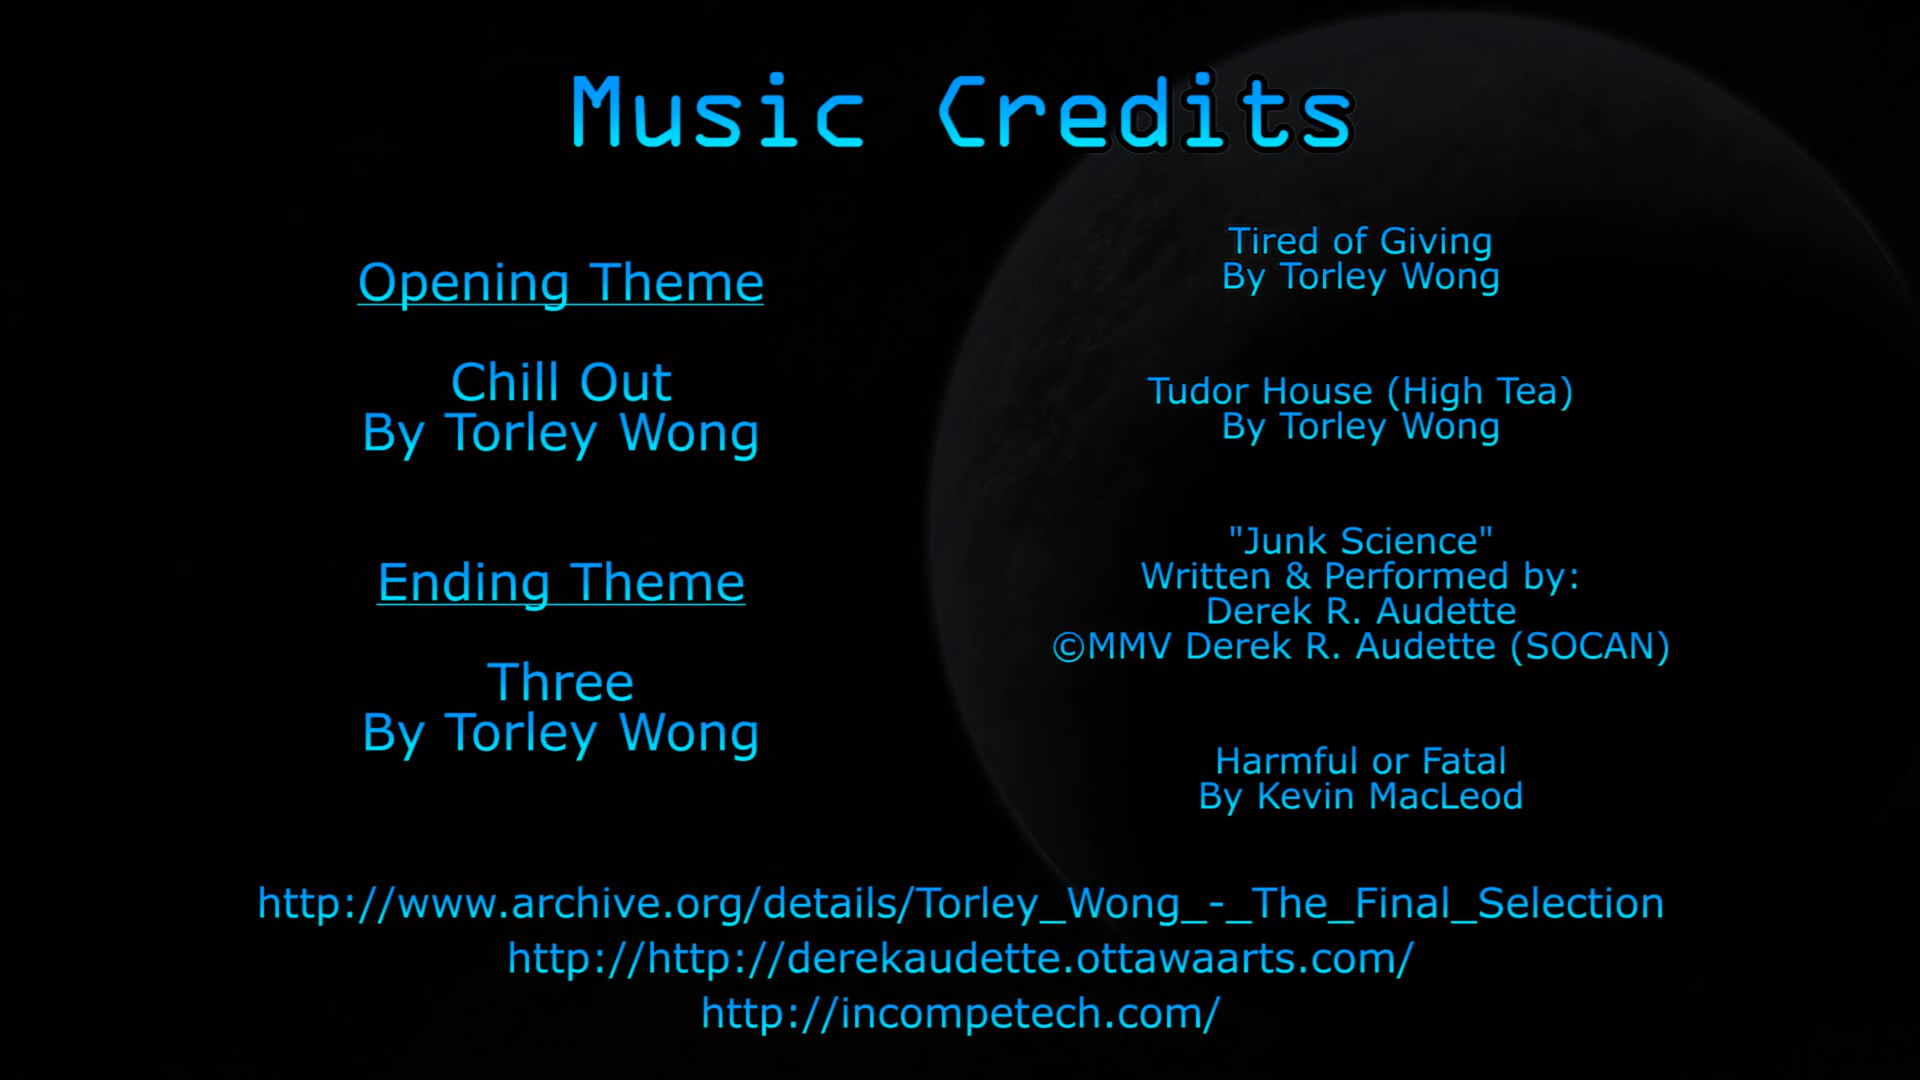 Music Credits
Opening Theme
Chill Out
By Torley Wong
Ending Theme
Three
By Torley Wong
Tired of Giving
By Torley Wong
Tudor House (High Tea)
By Torley Wong
"Junk Science"
Written & Performed by:
Derek R. Audette
©MMV Derek R. Audette (SOCAN)
Harmful or Fatal
By Kevin MacLeod
http://www.archive.org/details/Torley_Wong_-_The_Final_Selection
http://http://derekaudette.ottawaarts.com/
http://incompetech.com/